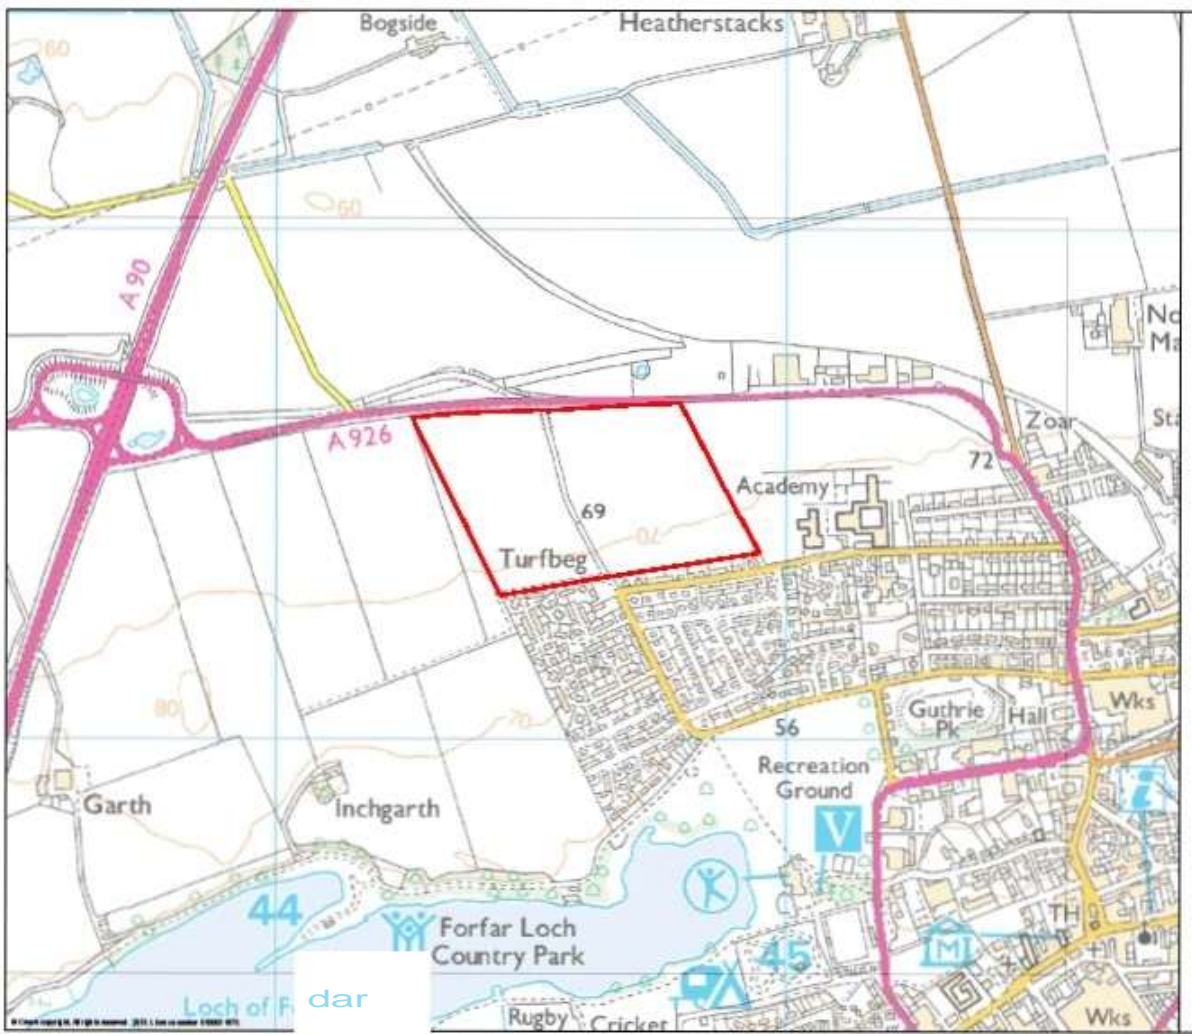 Bogside
Heatherstacks
60
60
A 90
No
Ma
A 926
Zoar
Sta
72
Academy
69
70
Turfbeg
80
70
Guthrie
Pk
Hall
Wks
56
Recreation
Ground
i
V
Garth
Inchgarth
44
Forfar Loch
Country Park
TH
M
45
Loch of F
dar
Rugby
Cricket
Wks